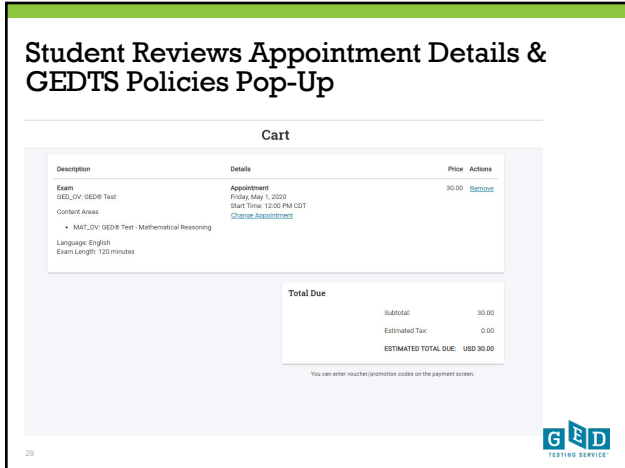 Student Reviews Appointment Details &
GEDTS Policies Pop-Up
Cart
Description Details Price Actions
Exam Appointment 30.00 Remove
GED_OV: GED® Test Friday, May 1, 2020
Start Time: 12:00 PM CDT
Content Areas Change Appointment
• MAT_OV: GED® Test - Mathematical Reasoning
Language: English
Exam Length: 120 minutes
Total Due
Subtotal: 30.00
Estimated Tax: 0.00
ESTIMATED TOTAL DUE: USD 30.00
You can enter voucher/promotion codes on the payment screen.
29
GED
TESTING SERVICE®